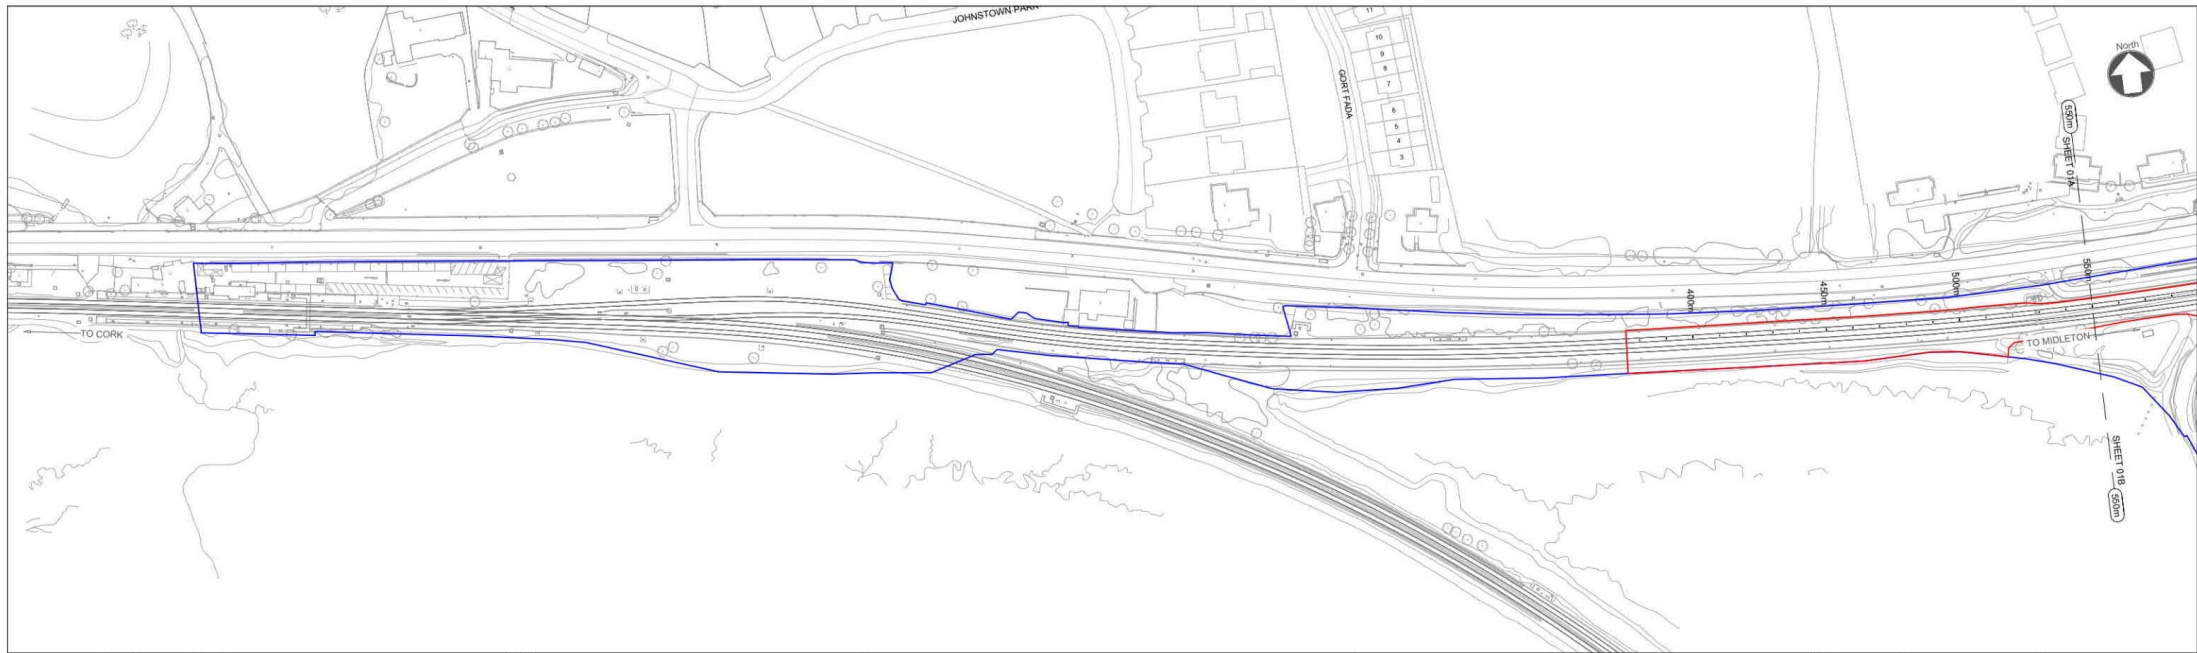 JOHNSTOWN PARK
11
10
9
8
7
6
5
4
3
GORT FADA
North
550m
SHEET 01A
400m
450m
500m
550m
TO CORK
TO MIDLETON
SHEET 01B
550m